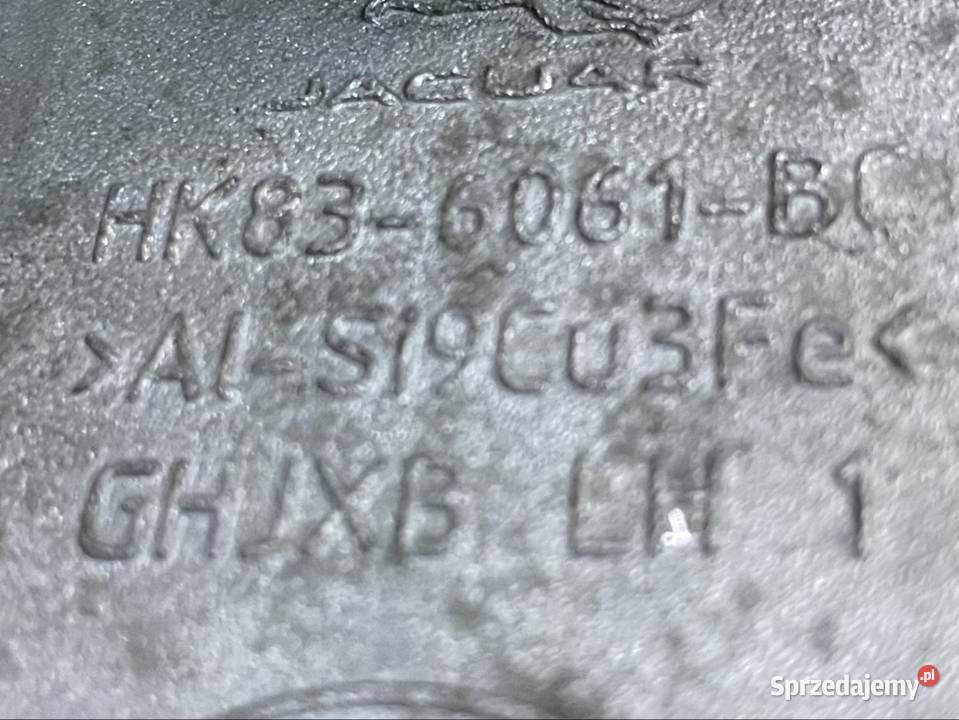 JAGUAR
HK83-6061-BC
>Al-Si9Cu3Fe<
GHJXB LH 1
Sprzedajemy.pl